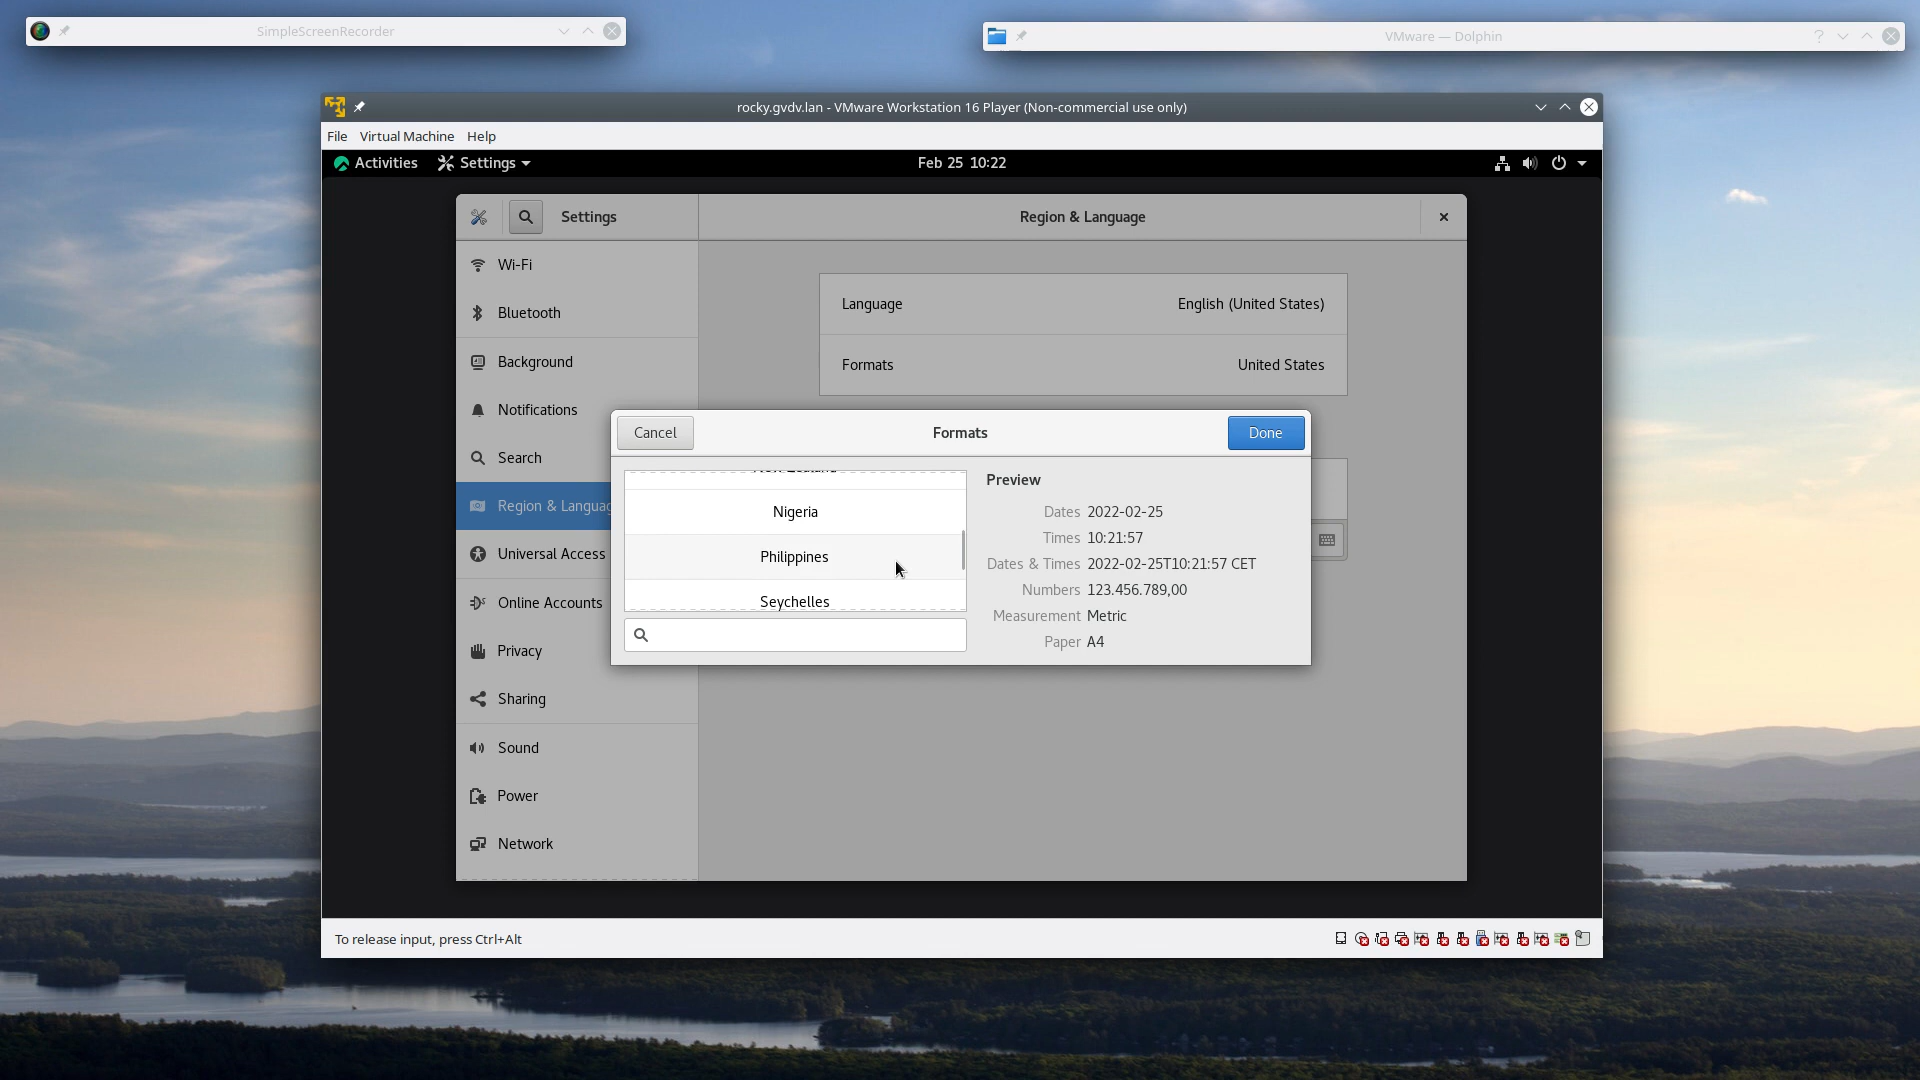 SimpleScreenRecorder
VMware — Dolphin
rocky.gvdv.lan - VMware Workstation 16 Player (Non-commercial use only)
File Virtual Machine Help
Activities Settings Feb 25 10:22
Settings Region & Language
Wi-Fi
Bluetooth
Background
Notifications
Search
Region & Languag
Universal Access
Online Accounts
Privacy
Sharing
Sound
Power
Network
Language English (United States)
Formats United States
Cancel Formats Done
New Zealand
Nigeria
Philippines
Seychelles
Preview
Dates 2022-02-25
Times 10:21:57
Dates & Times 2022-02-25T10:21:57 CET
Numbers 123.456.789,00
Measurement Metric
Paper A4
To release input, press Ctrl+Alt